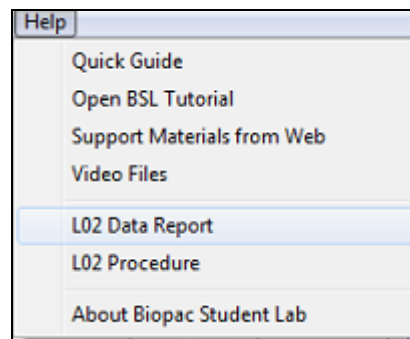 Help
Quick Guide
Open BSL Tutorial
Support Materials from Web
Video Files
L02 Data Report
L02 Procedure
About Biopac Student Lab